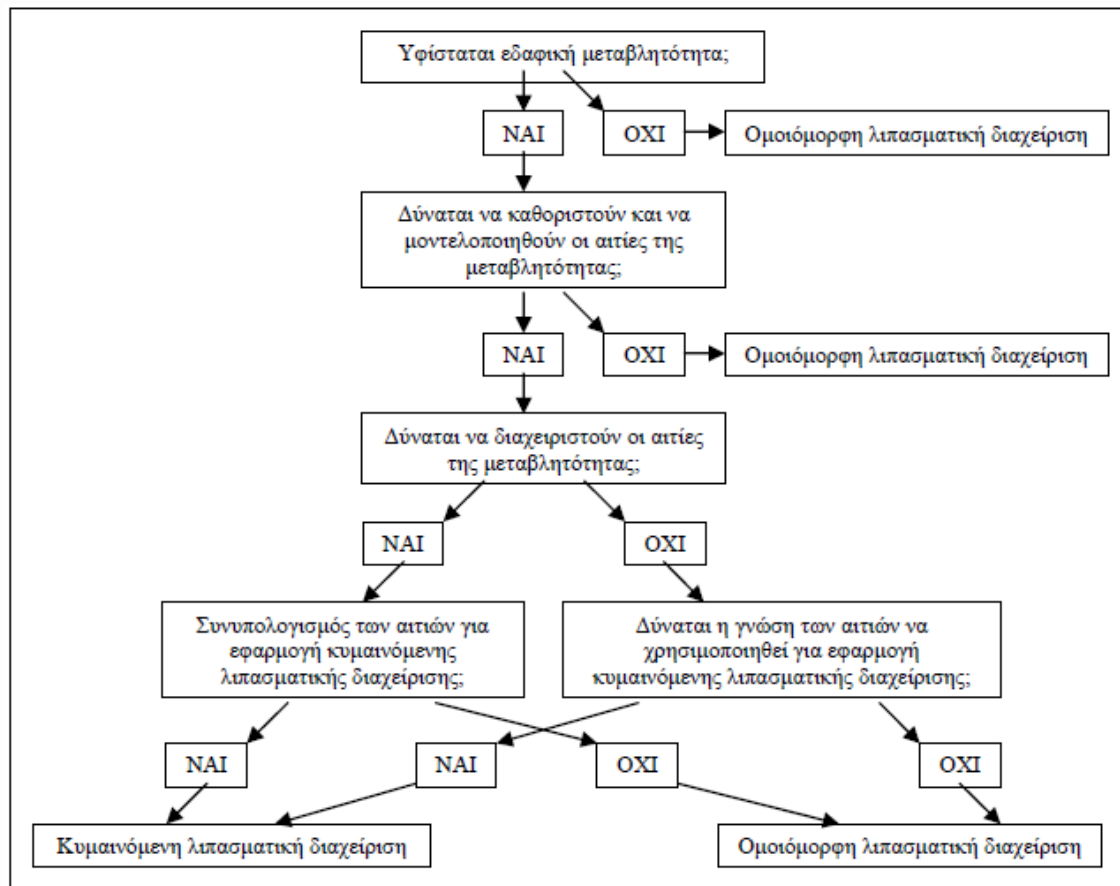 Υφίσταται εδαφική μεταβλητότητα;
ΝΑΙ
ΟΧΙ
Ομοιόμορφη λιπασματική διαχείριση
Δύναται να καθοριστούν και να
μοντελοποιηθούν οι αιτίες της
μεταβλητότητας;
ΝΑΙ
ΟΧΙ
Ομοιόμορφη λιπασματική διαχείριση
Δύναται να διαχειριστούν οι αιτίες
της μεταβλητότητας;
ΝΑΙ
ΟΧΙ
Συνυπολογισμός των αιτιών για
εφαρμογή κυμαινόμενης
λιπασματικής διαχείρισης;
Δύναται η γνώση των αιτιών να
χρησιμοποιηθεί για εφαρμογή
κυμαινόμενης λιπασματικής διαχείρισης;
ΝΑΙ
ΝΑΙ
ΟΧΙ
ΟΧΙ
Κυμαινόμενη λιπασματική διαχείριση
Ομοιόμορφη λιπασματική διαχείριση